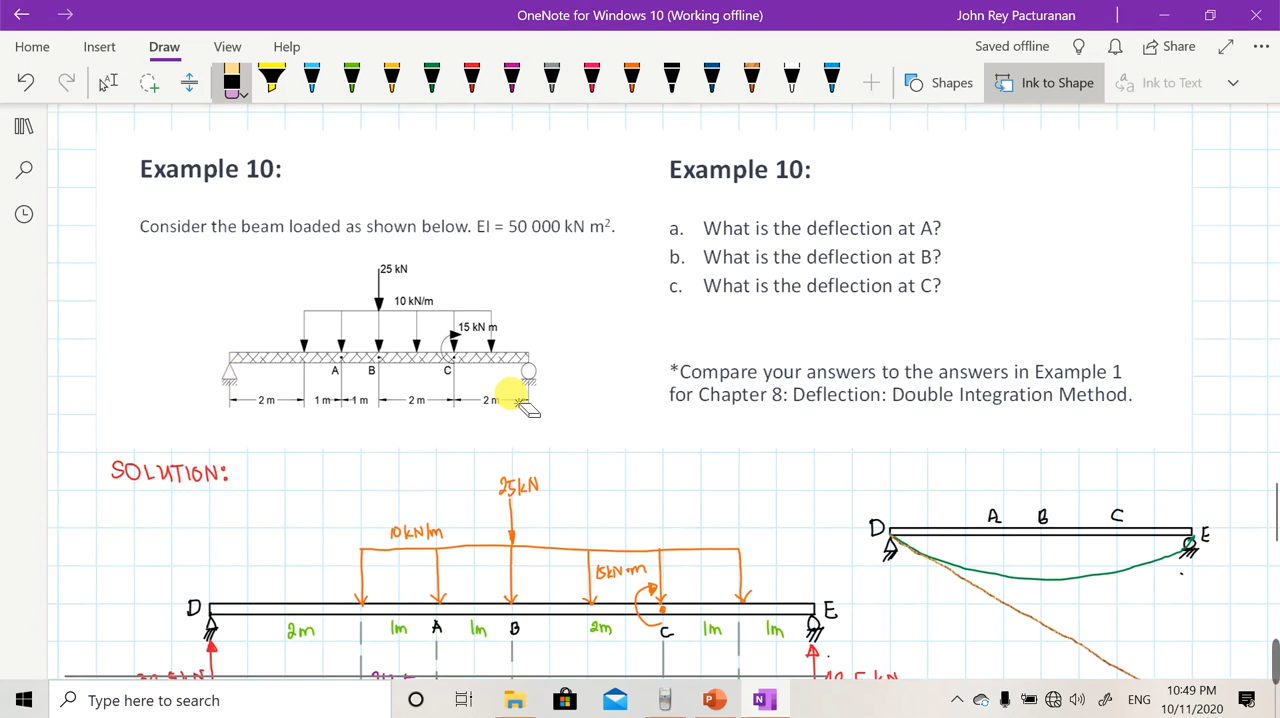 OneNote for Windows 10 (Working offline)
John Rey Pacturanan
Home Insert Draw View Help
Saved offline
Share
Shapes
Ink to Shape
Ink to Text
Example 10:
Consider the beam loaded as shown below. EI = 50 000 kN m².
25 kN
10 kN/m
15 kN m
A B C
2 m 1 m 1 m 2 m 2 m
Example 10:
a. What is the deflection at A?
b. What is the deflection at B?
c. What is the deflection at C?
*Compare your answers to the answers in Example 1
for Chapter 8: Deflection: Double Integration Method.
SOLUTION:
25kN
10kN/m
15kN·m
D E
2m 1m A 1m B 2m C 1m 1m
A B C
D E
Type here to search
ENG
10:49 PM
10/11/2020